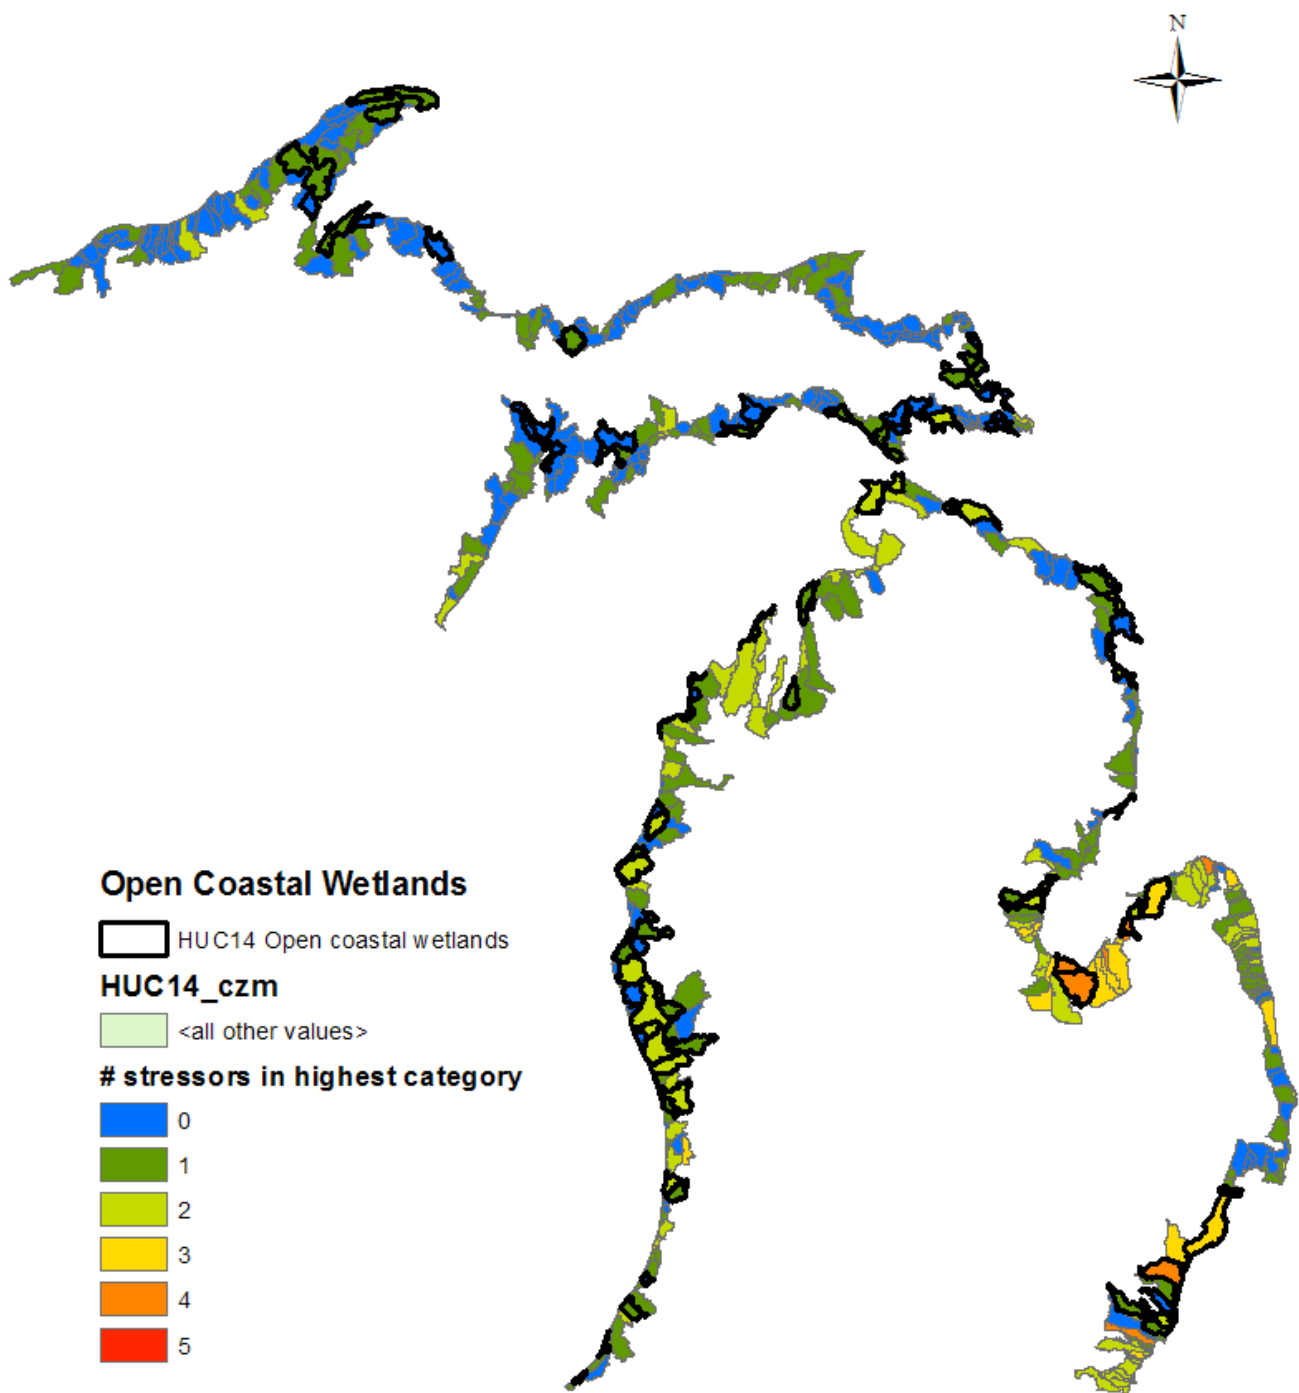 N
Open Coastal Wetlands
HUC14 Open coastal wetlands
HUC14_czm
<all other values>
# stressors in highest category
0
1
2
3
4
5